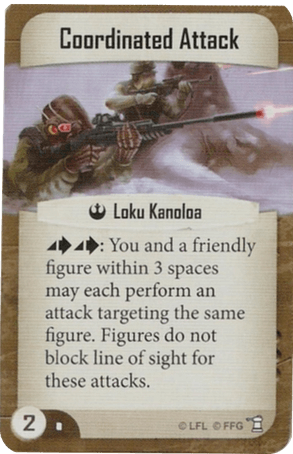 Coordinated Attack
Loku Kanoloa
: You and a friendly
figure within 3 spaces
may each perform an
attack targeting the same
figure. Figures do not
block line of sight for
these attacks.
2
© LFL © FFG